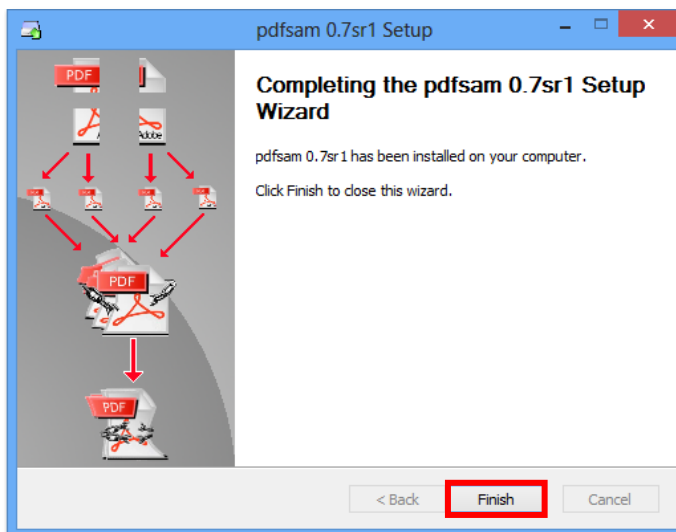 pdfsam 0.7sr1 Setup
PDF
Adobe
Completing the pdfsam 0.7sr1 Setup
Wizard
pdfsam 0.7sr1 has been installed on your computer.
Click Finish to close this wizard.
PDF
PDF
< Back
Finish
Cancel